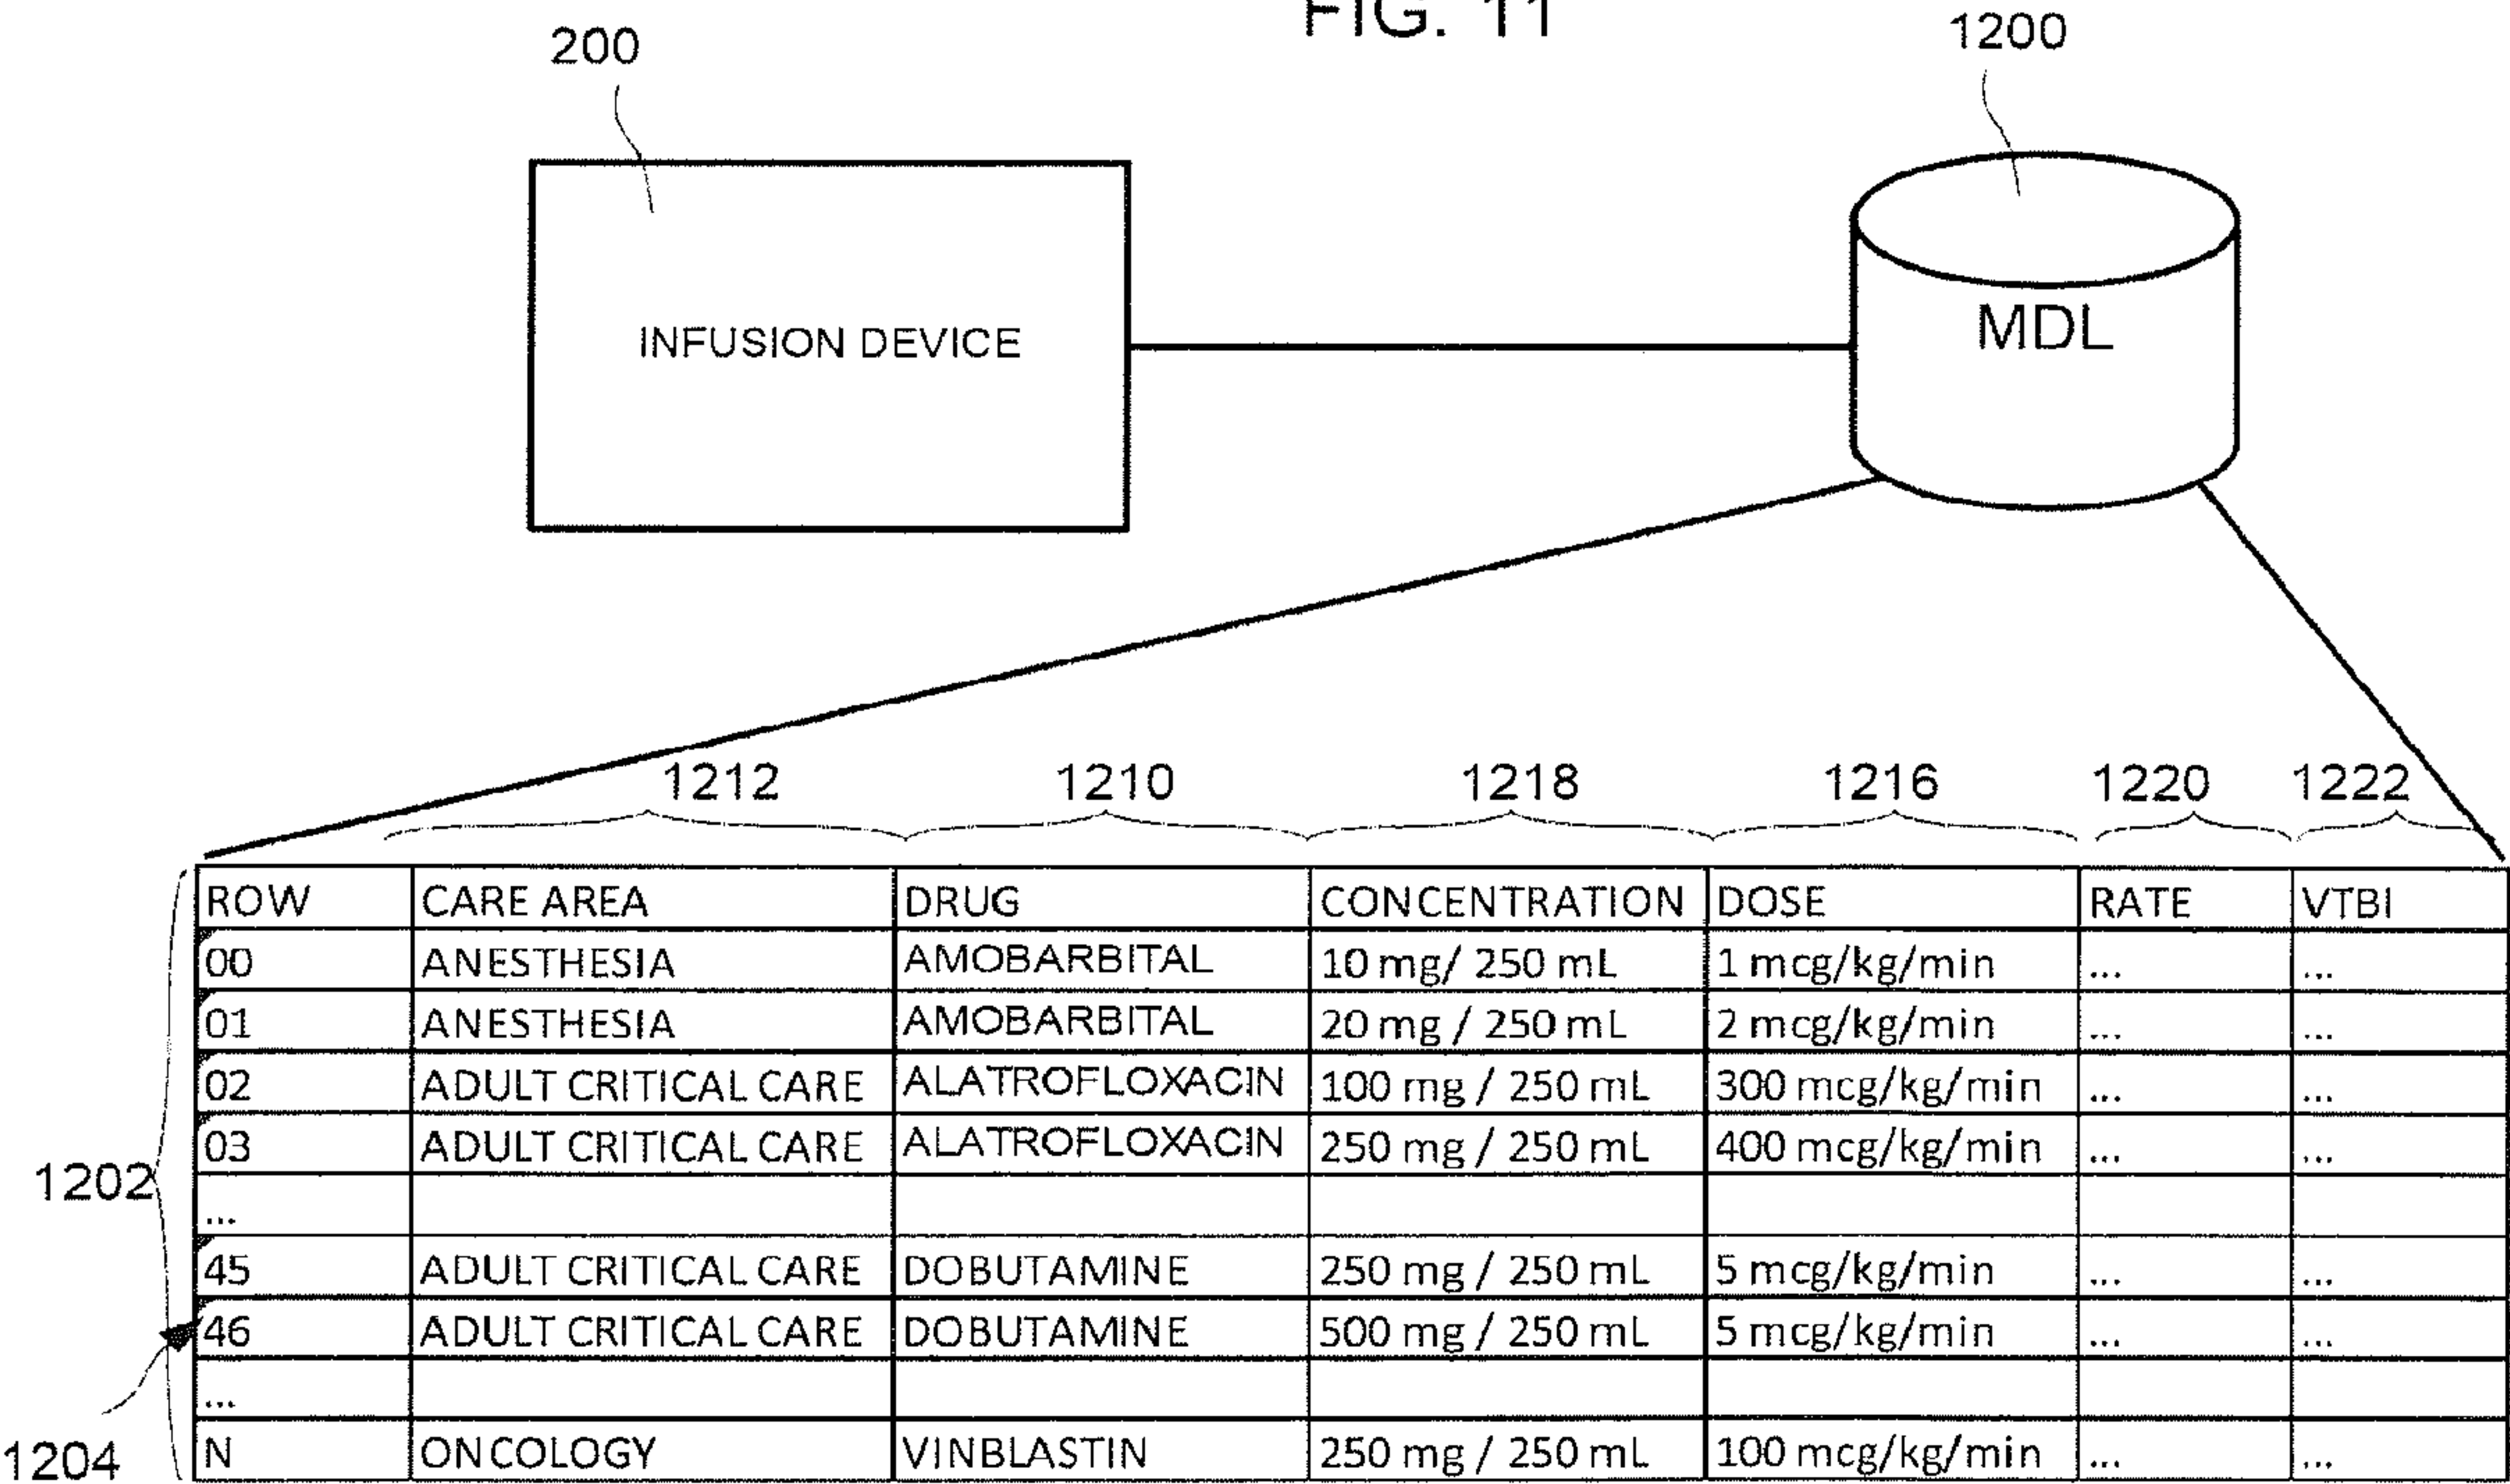 FIG. 11
200
1200
INFUSION DEVICE
MDL
1212 1210 1218 1216 1220 1222
ROW CARE AREA DRUG CONCENTRATION DOSE RATE VTBI
00 ANESTHESIA AMOBARBITAL 10 mg/ 250 mL 1 mcg/kg/min ... ...
01 ANESTHESIA AMOBARBITAL 20 mg / 250 mL 2 mcg/kg/min ... ...
02 ADULT CRITICAL CARE ALATROFLOXACIN 100 mg / 250 mL 300 mcg/kg/min ... ...
03 ADULT CRITICAL CARE ALATROFLOXACIN 250 mg / 250 mL 400 mcg/kg/min ... ...
1202
...
45 ADULT CRITICAL CARE DOBUTAMINE 250 mg / 250 mL 5 mcg/kg/min ... ...
46 ADULT CRITICAL CARE DOBUTAMINE 500 mg / 250 mL 5 mcg/kg/min ... ...
...
1204
N ONCOLOGY VINBLASTIN 250 mg / 250 mL 100 mcg/kg/min ... ...